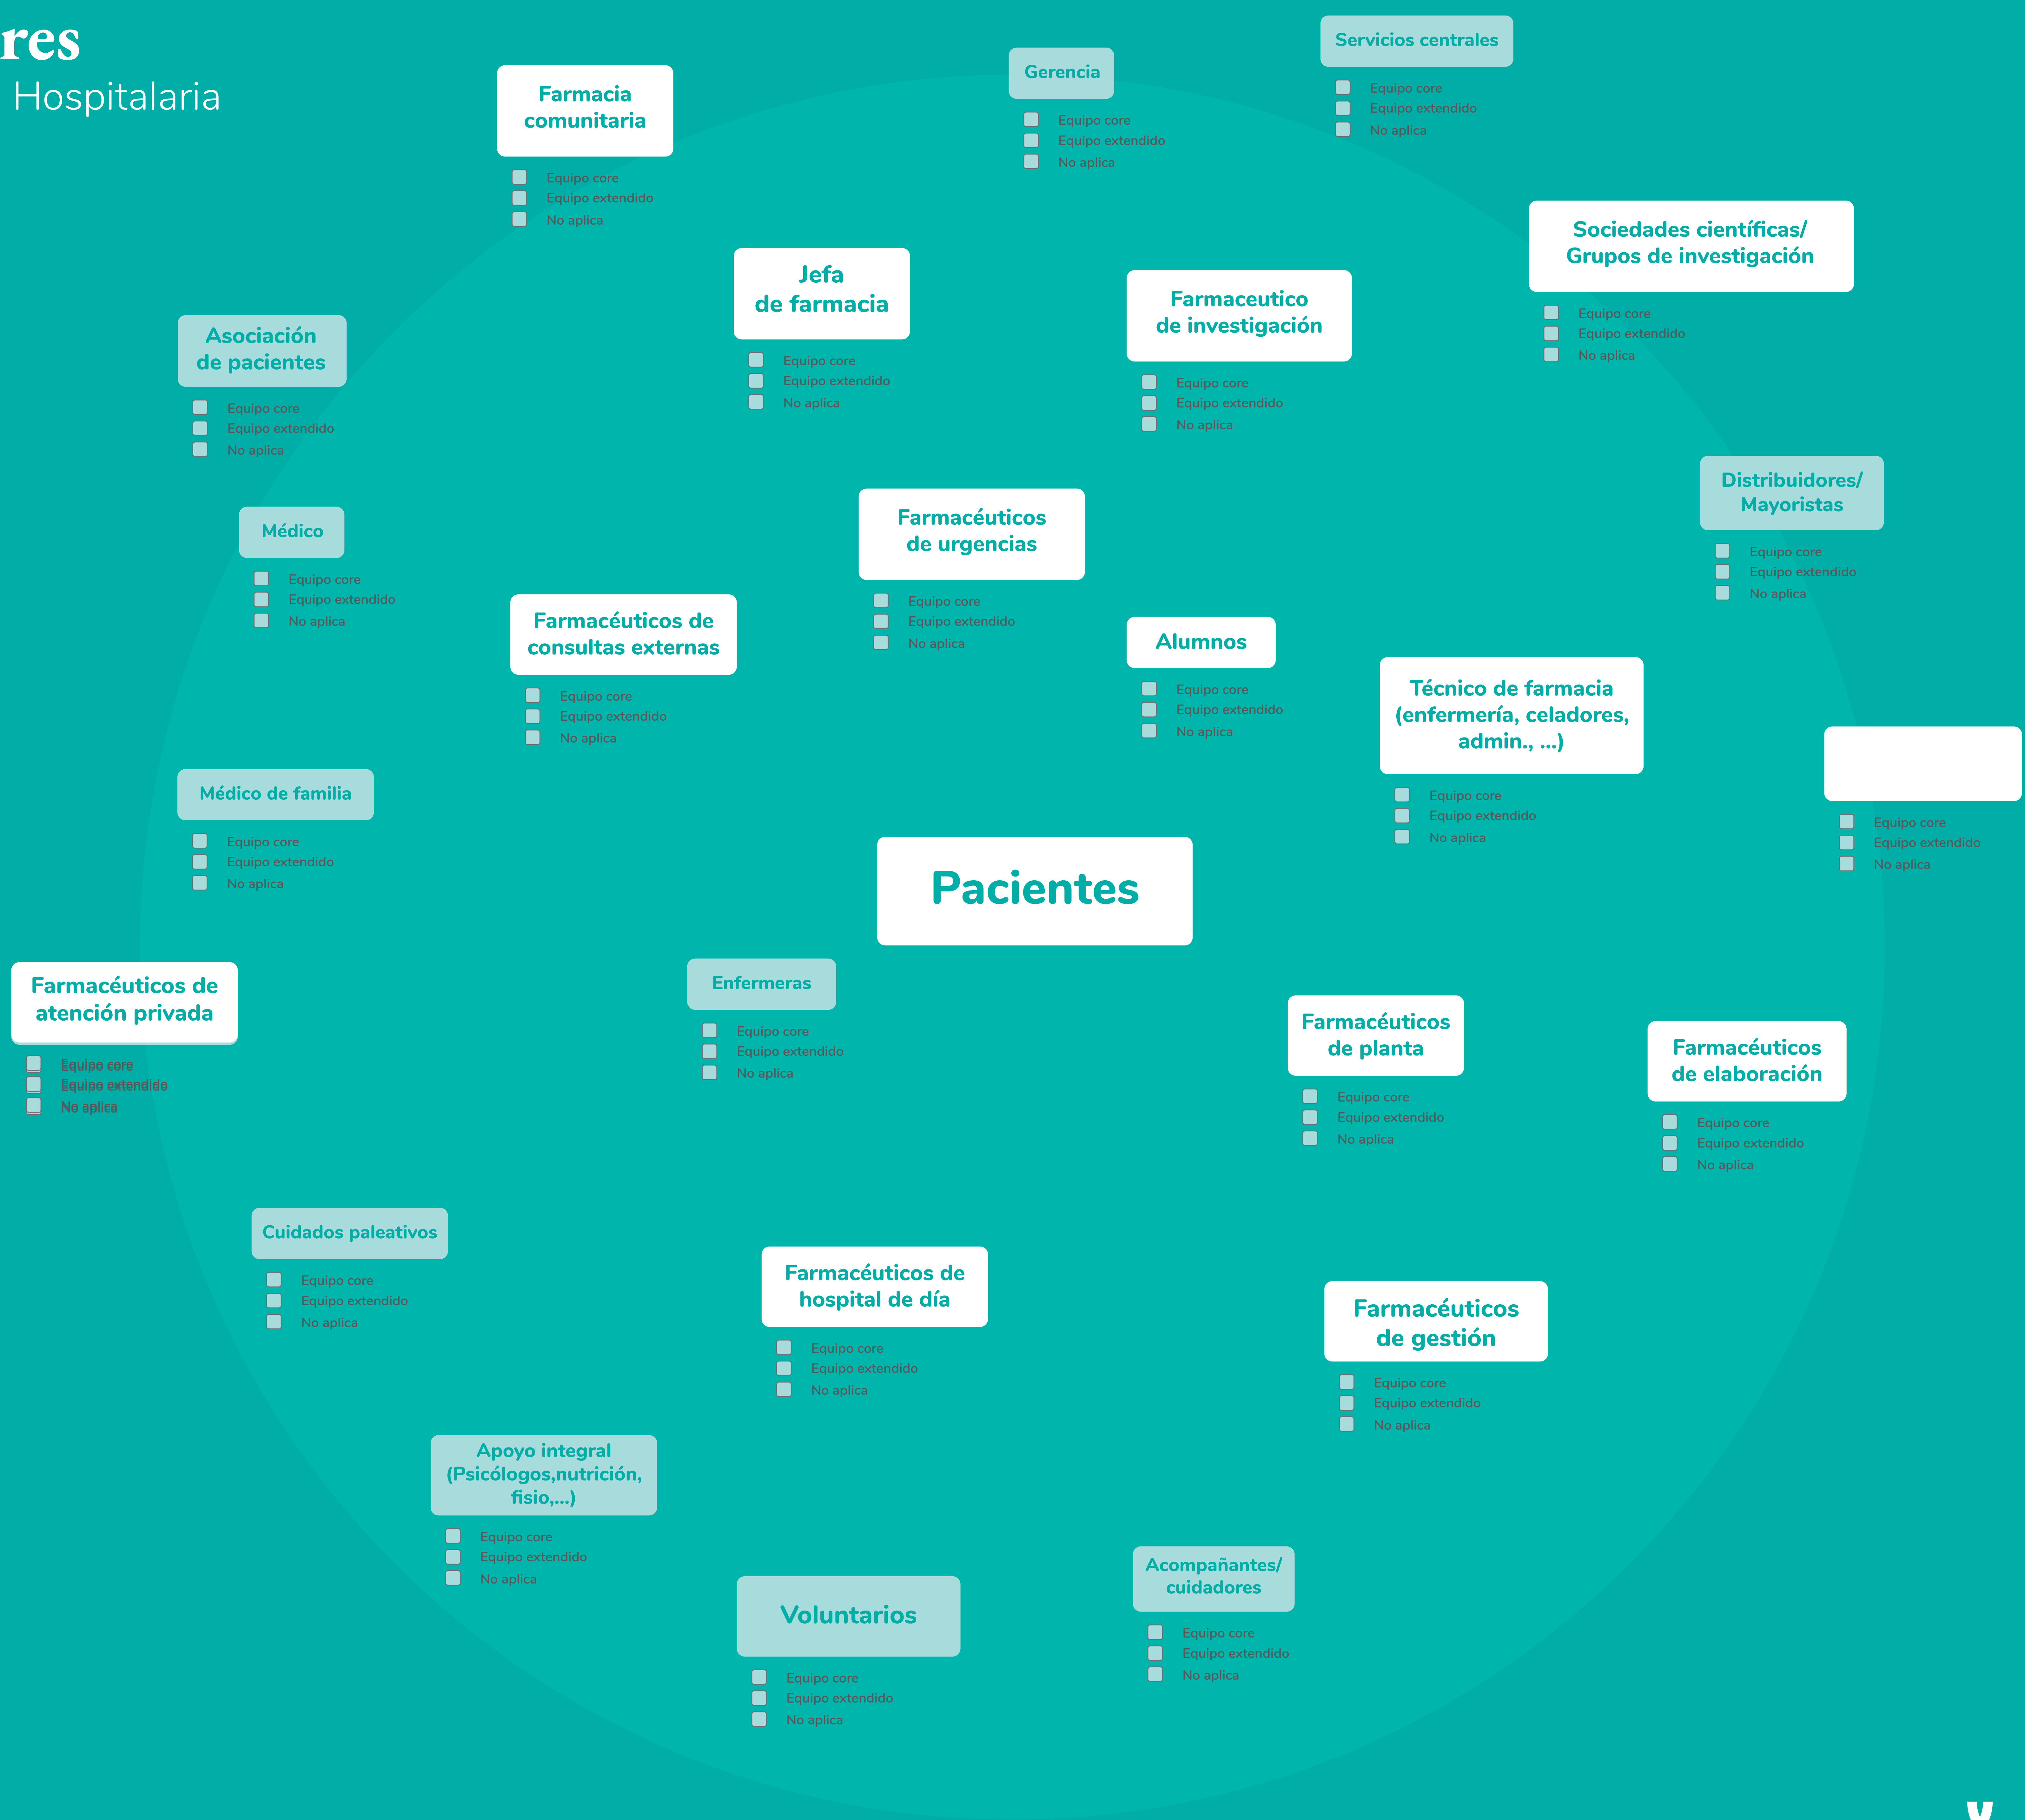 res
Hospitalaria
Servicios centrales
Equipo core
Equipo extendido
No aplica
Gerencia
Equipo core
Equipo extendido
No aplica
Farmacia
comunitaria
Equipo core
Equipo extendido
No aplica
Sociedades científicas/
Grupos de investigación
Equipo core
Equipo extendido
No aplica
Jefa
de farmacia
Equipo core
Equipo extendido
No aplica
Farmaceutico
de investigación
Equipo core
Equipo extendido
No aplica
Asociación
de pacientes
Equipo core
Equipo extendido
No aplica
Distribuidores/
Mayoristas
Equipo core
Equipo extendido
No aplica
Médico
Equipo core
Equipo extendido
No aplica
Farmacéuticos
de urgencias
Equipo core
Equipo extendido
No aplica
Farmacéuticos de
consultas externas
Equipo core
Equipo extendido
No aplica
Alumnos
Equipo core
Equipo extendido
No aplica
Técnico de farmacia
(enfermería, celadores,
admin., ...)
Equipo core
Equipo extendido
No aplica
Equipo core
Equipo extendido
No aplica
Médico de familia
Equipo core
Equipo extendido
No aplica
Pacientes
Farmacéuticos de
atención privada
Equipo core
Equipo extendido
No aplica
Enfermeras
Equipo core
Equipo extendido
No aplica
Farmacéuticos
de planta
Equipo core
Equipo extendido
No aplica
Farmacéuticos
de elaboración
Equipo core
Equipo extendido
No aplica
Cuidados paleativos
Equipo core
Equipo extendido
No aplica
Farmacéuticos de
hospital de día
Equipo core
Equipo extendido
No aplica
Farmacéuticos
de gestión
Equipo core
Equipo extendido
No aplica
Apoyo integral
(Psicólogos,nutrición,
fisio,...)
Equipo core
Equipo extendido
No aplica
Voluntarios
Equipo core
Equipo extendido
No aplica
Acompañantes/
cuidadores
Equipo core
Equipo extendido
No aplica